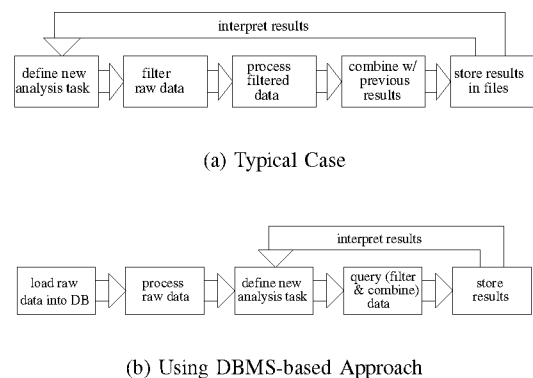 interpret results
define new
analysis task
filter
raw data
process
filtered
data
combine w/
previous
results
store results
in files
(a) Typical Case
interpret results
load raw
data into DB
process
raw data
define new
analysis task
query (filter
& combine)
data
store
results
(b) Using DBMS-based Approach